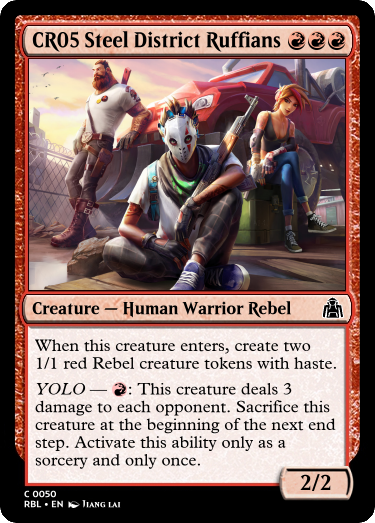 CR05 Steel District Ruffians
Creature — Human Warrior Rebel
When this creature enters, create two
1/1 red Rebel creature tokens with haste.
YOLO — : This creature deals 3
damage to each opponent. Sacrifice this
creature at the beginning of the next end
step. Activate this ability only as a
sorcery and only once.
2/2
C 0050
RBL • EN JIANG LAI